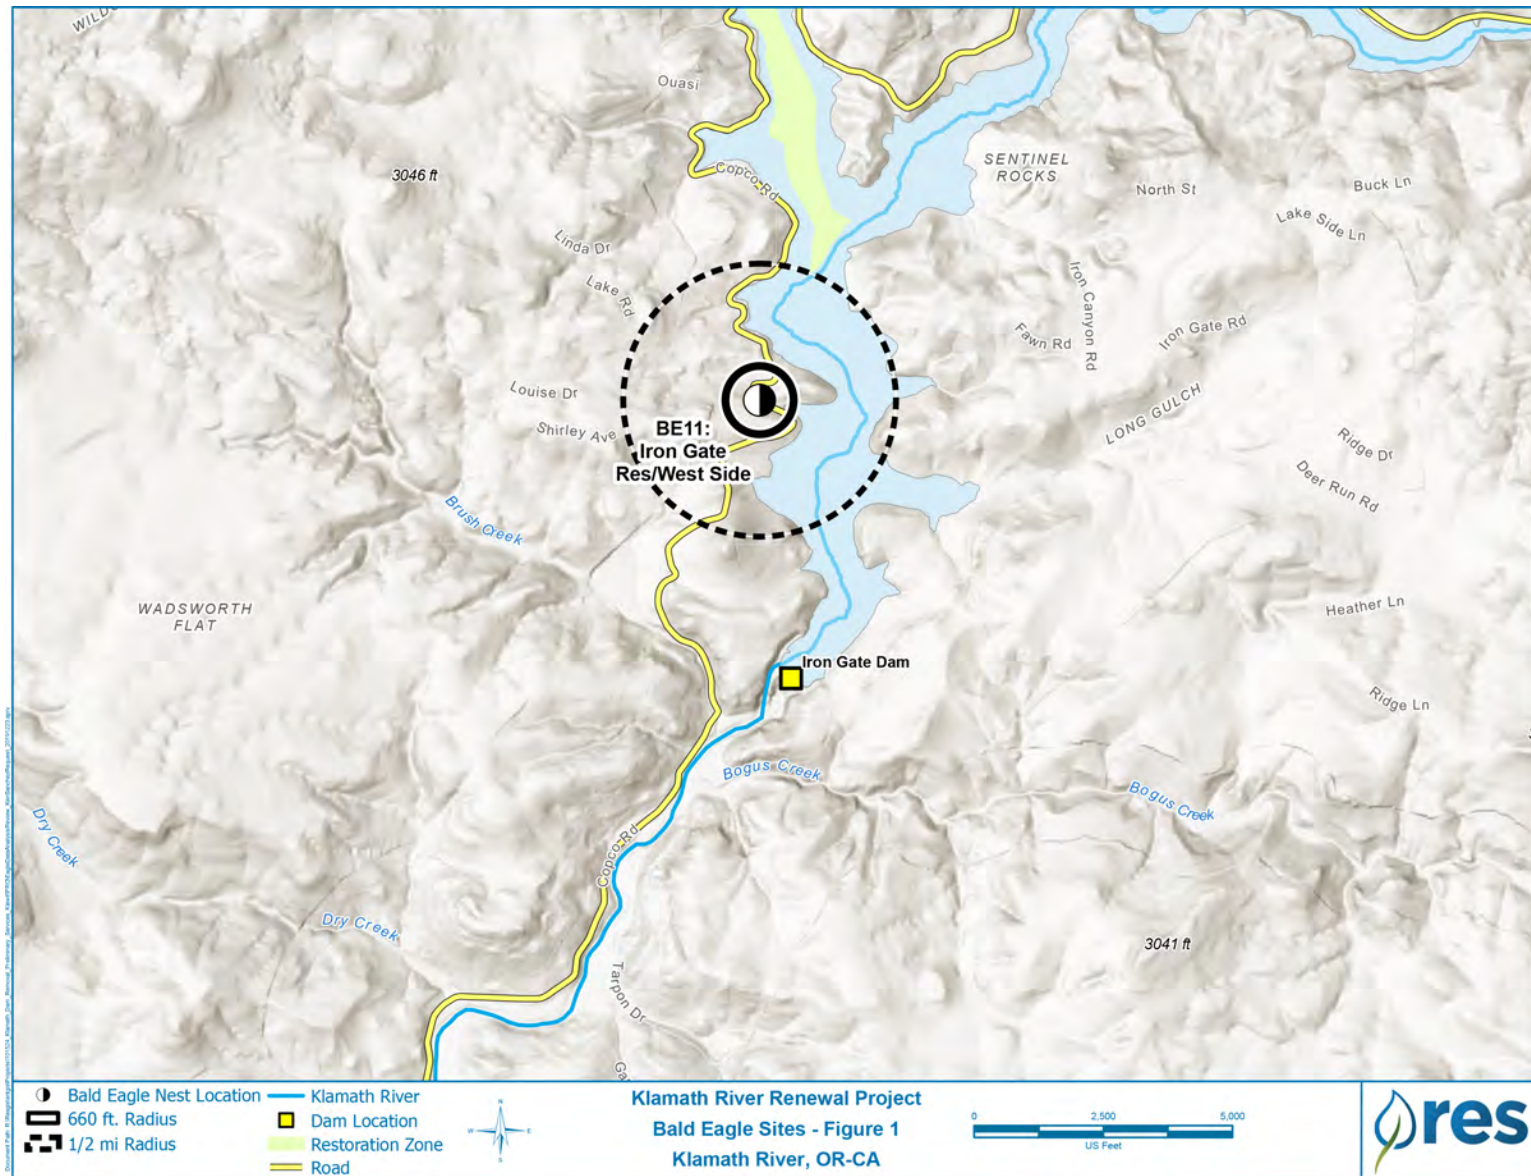 WILDC
Ouasi
3046 ft
Copco Rd
SENTINEL
ROCKS
North St
Buck Ln
Lake Side Ln
Linda Dr
Lake Rd
Iron Canyon Rd
Fawn Rd
Iron Gate Rd
Louise Dr
Shirley Ave
BE11:
Iron Gate
Res/West Side
LONG GULCH
Ridge Dr
Deer Run Rd
Brush Creek
WADSWORTH
FLAT
Heather Ln
Iron Gate Dam
Ridge Ln
Bogus Creek
Bogus Creek
Dry Creek
Copco Rd
Dry Creek
3041 ft
Tarpon Dr
Ga
Bald Eagle Nest Location
660 ft. Radius
1/2 mi Radius
Klamath River
Dam Location
Restoration Zone
Road
N
W E
S
Klamath River Renewal Project
Bald Eagle Sites - Figure 1
Klamath River, OR-CA
0 2,500 5,000
US Feet
res